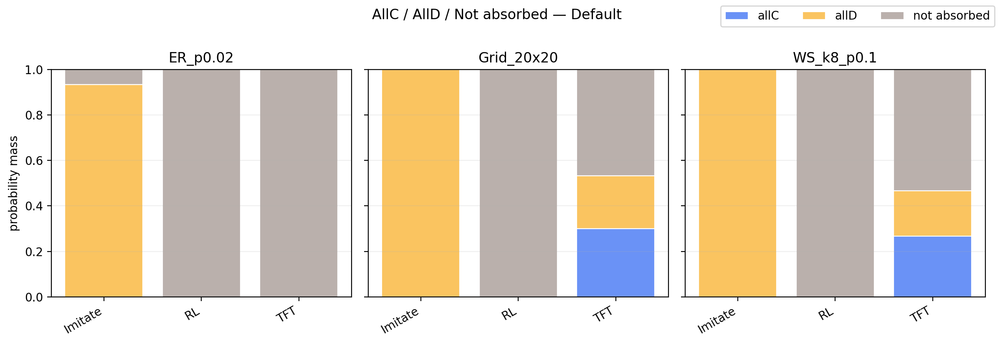 AllC / AllD / Not absorbed — Default
allC allD not absorbed
ER_p0.02 Grid_20x20 WS_k8_p0.1
probability mass
1.0
0.8
0.6
0.4
0.2
0.0
Imitate RL TFT Imitate RL TFT Imitate RL TFT